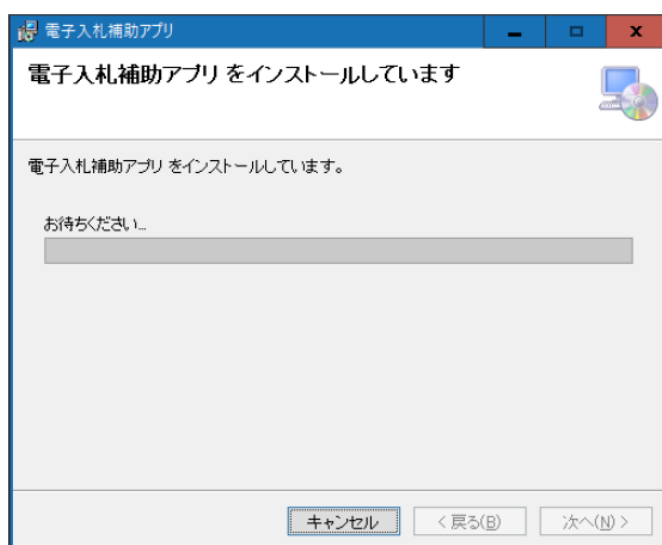 電子入札補助アプリ
電子入札補助アプリ をインストールしています
電子入札補助アプリ をインストールしています。
お待ちください...
キャンセル
< 戻る(B)
次へ(N) >